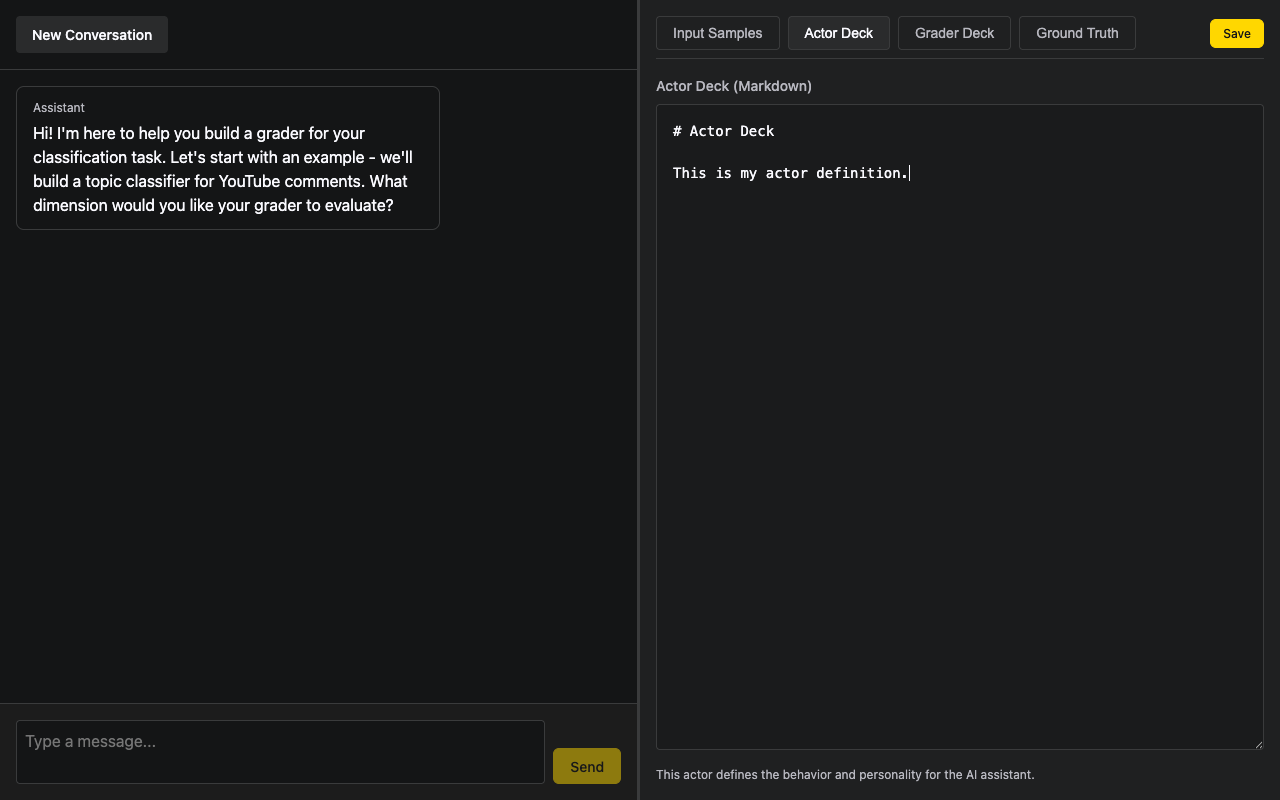 New Conversation
Assistant
Hi! I'm here to help you build a grader for your
classification task. Let's start with an example - we'll
build a topic classifier for YouTube comments. What
dimension would you like your grader to evaluate?
Type a message...
Send
Input Samples
Actor Deck
Grader Deck
Ground Truth
Save
Actor Deck (Markdown)
# Actor Deck
This is my actor definition.
This actor defines the behavior and personality for the AI assistant.